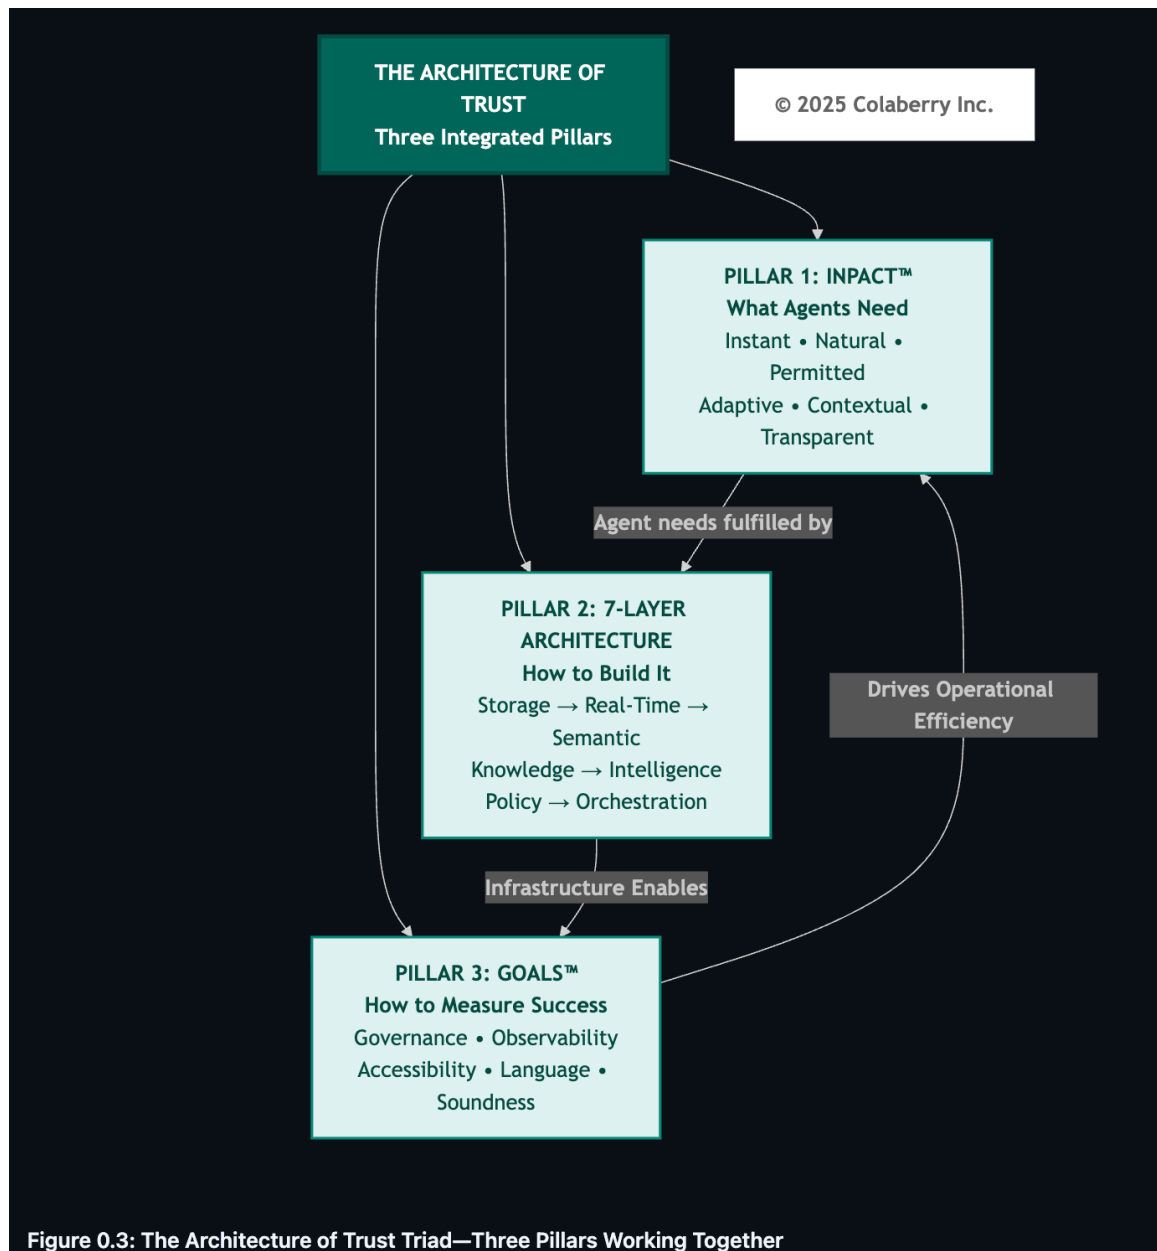 THE ARCHITECTURE OF
TRUST
Three Integrated Pillars
© 2025 Colaberry Inc.
PILLAR 1: INPACT™
What Agents Need
Instant • Natural •
Permitted
Adaptive • Contextual •
Transparent
Agent needs fulfilled by
PILLAR 2: 7-LAYER
ARCHITECTURE
How to Build It
Storage → Real-Time →
Semantic
Knowledge → Intelligence
Policy → Orchestration
Drives Operational
Efficiency
Infrastructure Enables
PILLAR 3: GOALS™
How to Measure Success
Governance • Observability
Accessibility • Language •
Soundness
Figure 0.3: The Architecture of Trust Triad—Three Pillars Working Together